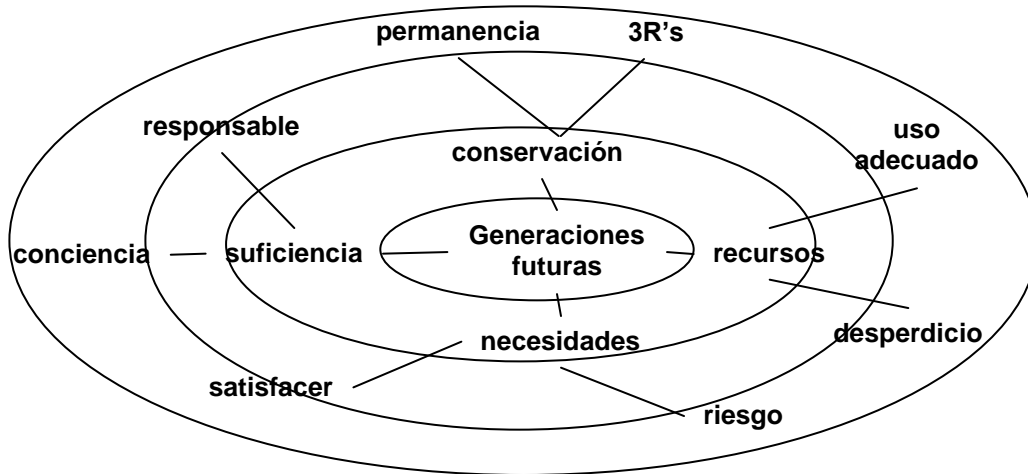 permanencia
3R's
responsable
uso
adecuado
conservación
Generaciones
futuras
conciencia
suficiencia
recursos
necesidades
desperdicio
satisfacer
riesgo